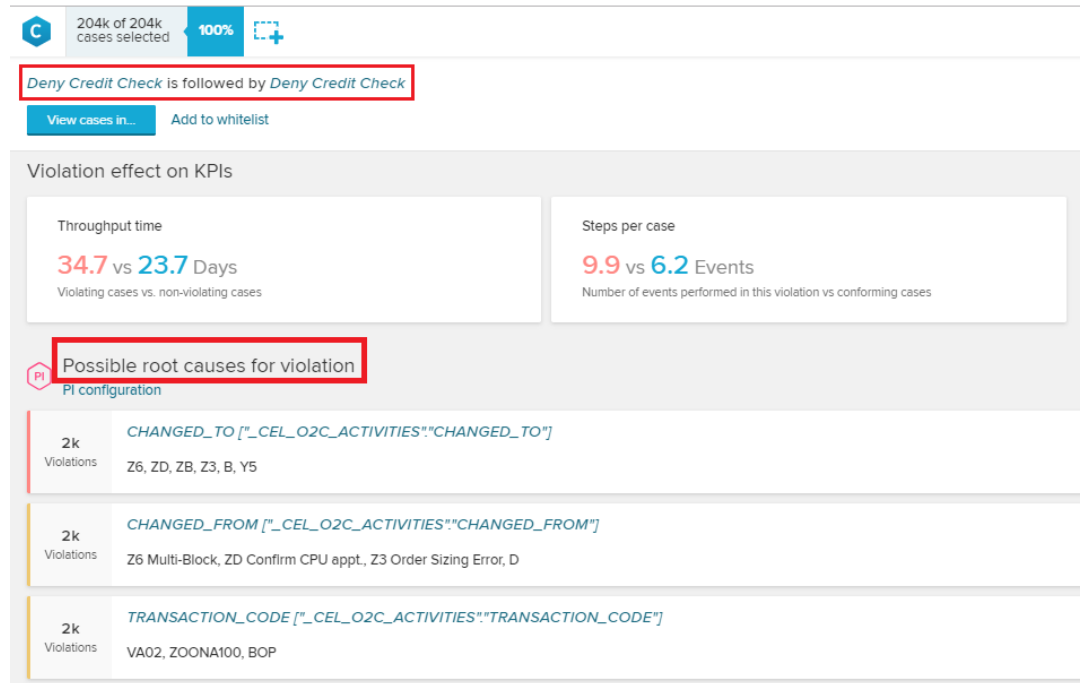 C
204k of 204k
cases selected
100%
Deny Credit Check is followed by Deny Credit Check
View cases in...
Add to whitelist
Violation effect on KPIs
Throughput time
34.7 vs 23.7 Days
Violating cases vs. non-violating cases
Steps per case
9.9 vs 6.2 Events
Number of events performed in this violation vs conforming cases
PI
Possible root causes for violation
PI configuration
2k
Violations
CHANGED_TO ["_CEL_O2C_ACTIVITIES"."CHANGED_TO"]
Z6, ZD, ZB, Z3, B, Y5
2k
Violations
CHANGED_FROM ["_CEL_O2C_ACTIVITIES"."CHANGED_FROM"]
Z6 Multi-Block, ZD Confirm CPU appt., Z3 Order Sizing Error, D
2k
Violations
TRANSACTION_CODE ["_CEL_O2C_ACTIVITIES"."TRANSACTION_CODE"]
VA02, ZOONA100, BOP